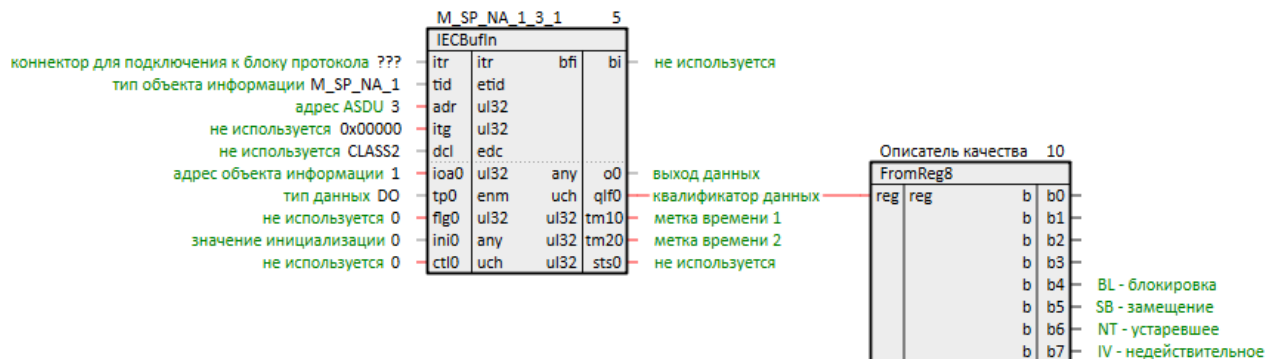 M_SP_NA_1_3_1 5
IECBufIn
коннектор для подключения к блоку протокола ??? itr itr bfi bi не используется
тип объекта информации M_SP_NA_1 tid etid
адрес ASDU 3 adr ul32
не используется 0x00000 itg ul32
не используется CLASS2 dcl edc
адрес объекта информации 1 ioa0 ul32 any o0 выход данных
тип данных DO tp0 enm uch qlf0 квалификатор данных
не используется 0 flg0 ul32 ul32 tm10 метка времени 1
значение инициализации 0 ini0 any ul32 tm20 метка времени 2
не используется 0 ctl0 uch ul32 sts0 не используется
Описатель качества 10
FromReg8
reg reg b b0
b b1
b b2
b b3
b b4 BL - блокировка
b b5 SB - замещение
b b6 NT - устаревшее
b b7 IV - недействительное